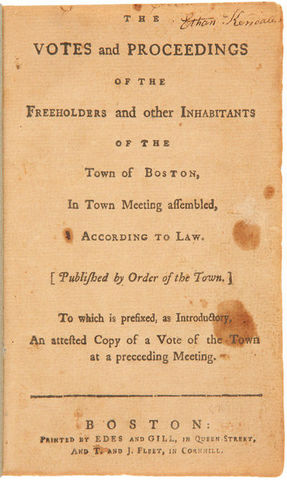 Ethan Kendale
THE
VOTES and PROCEEDINGS
OF THE
FREEHOLDERS and other INHABITANTS
OF THE
Town of BOSTON,
In Town Meeting aſſembled,
ACCORDING TO LAW.
[ Publiſhed by Order of the Town. ]
To which is prefixed, as Introductory,
An atteſted Copy of a Vote of the Town
at a preceeding Meeting.
BOSTON:
PRINTED BY EDES AND GILL, IN QUEEN-STREET,
AND T. AND J. FLEET, IN CORNHILL.